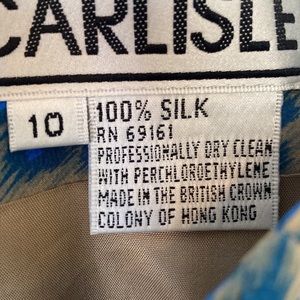 CARLISLE
10
100% SILK
RN 69161
PROFESSIONALLY DRY CLEAN
WITH PERCHLOROETHYLENE
MADE IN THE BRITISH CROWN
COLONY OF HONG KONG